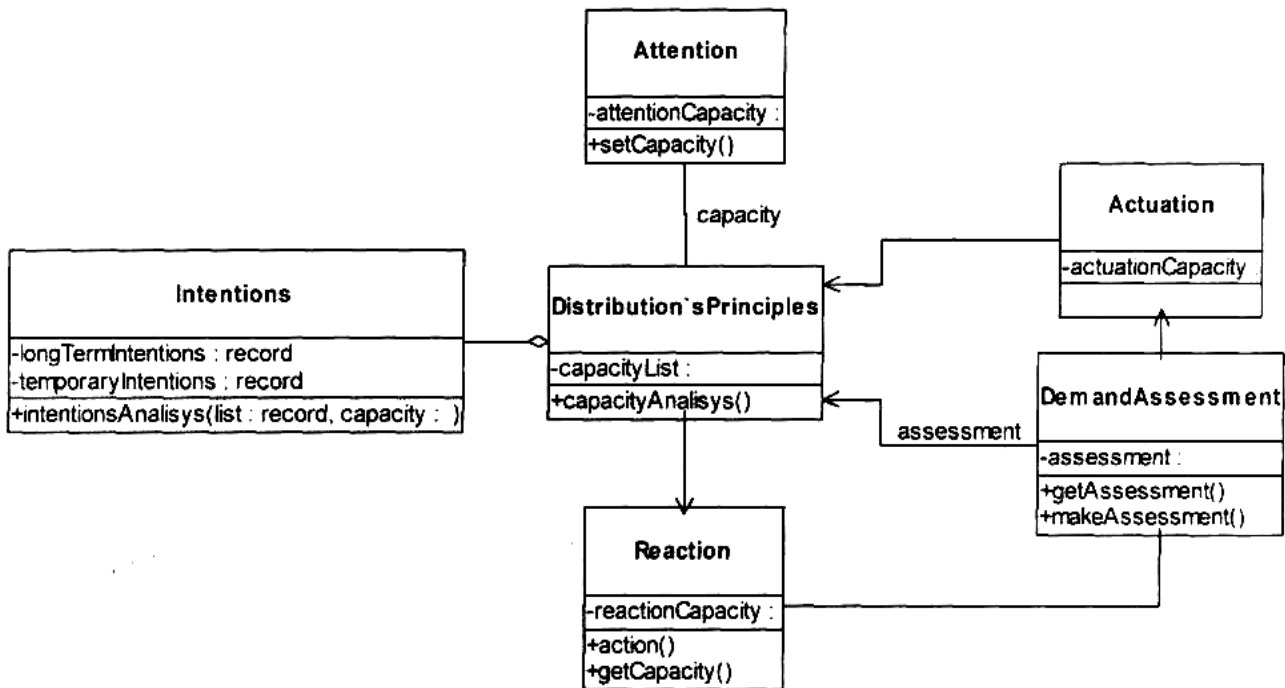 Attention
-attentionCapacity :
+setCapacity()
capacity
Actuation
-actuationCapacity :
Intentions
-longTermIntentions : record
-temporaryIntentions : record
+intentionsAnalisys(list : record, capacity : )
Distribution`sPrinciples
-capacityList :
+capacityAnalisys()
assessment
DemandAssessment
-assessment :
+getAssessment()
+makeAssessment()
Reaction
-reactionCapacity :
+action()
+getCapacity()